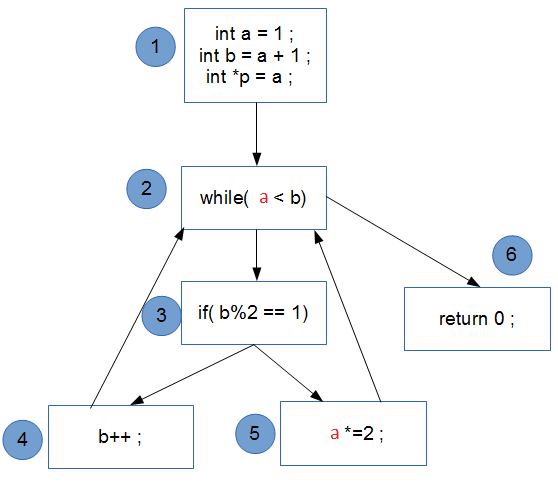 1
int a = 1 ;
int b = a + 1 ;
int *p = a ;
2
while( a < b)
6
3
if( b%2 == 1)
return 0 ;
4
b++ ;
5
a *=2 ;